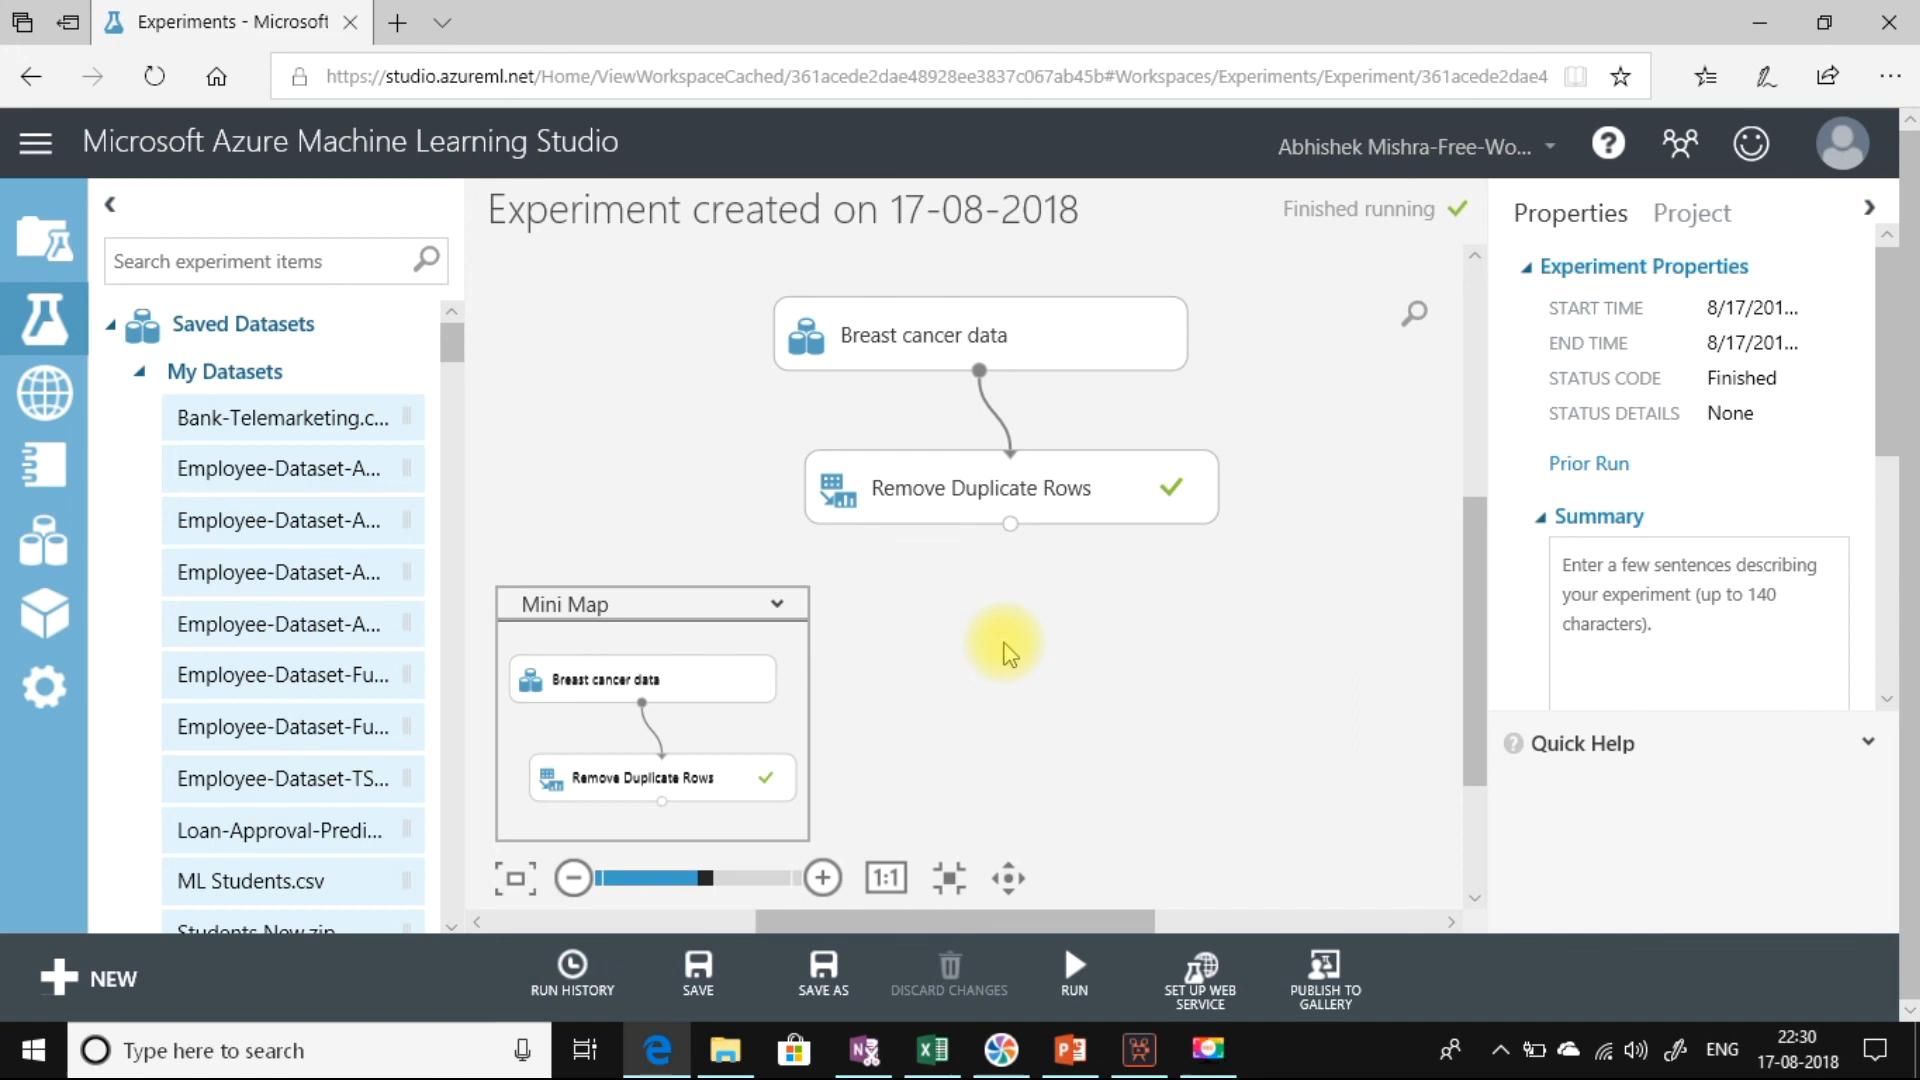 Experiments - Microsoft
https://studio.azureml.net/Home/ViewWorkspaceCached/361acede2dae48928ee3837c067ab45b#Workspaces/Experiments/Experiment/361acede2dae4
Microsoft Azure Machine Learning Studio
Abhishek Mishra-Free-Wo...
?
Search experiment items
Saved Datasets
My Datasets
Bank-Telemarketing.c...
Employee-Dataset-A...
Employee-Dataset-A...
Employee-Dataset-A...
Employee-Dataset-A...
Employee-Dataset-Fu...
Employee-Dataset-Fu...
Employee-Dataset-TS...
Loan-Approval-Predi...
ML Students.csv
Students New.zip
Experiment created on 17-08-2018
Finished running
Breast cancer data
Remove Duplicate Rows
Mini Map
Breast cancer data
Remove Duplicate Rows
1:1
Properties
Project
Experiment Properties
START TIME 8/17/201...
END TIME 8/17/201...
STATUS CODE Finished
STATUS DETAILS None
Prior Run
Summary
Enter a few sentences describing
your experiment (up to 140
characters).
Quick Help
NEW
RUN HISTORY
SAVE
SAVE AS
DISCARD CHANGES
RUN
SET UP WEB
SERVICE
PUBLISH TO
GALLERY
Type here to search
ENG
22:30
17-08-2018